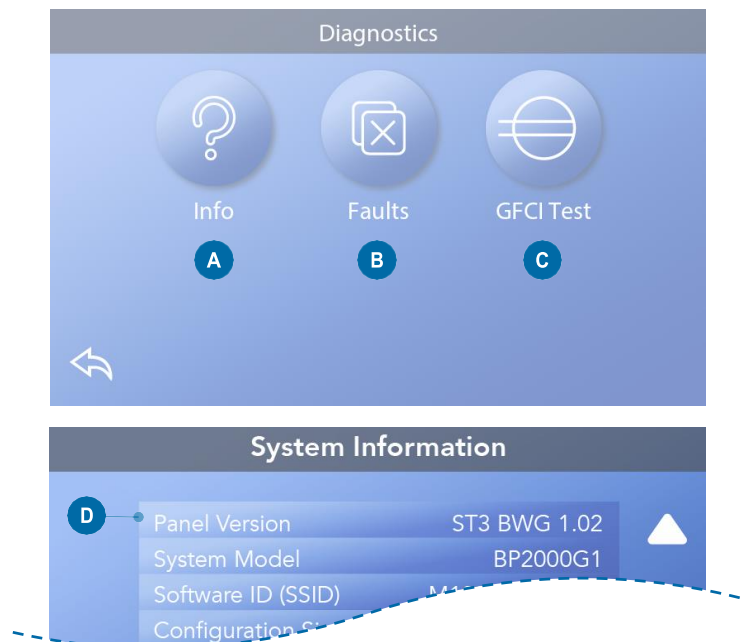 Diagnostics
Info Faults GFCI Test
A B C
System Information
D Panel Version ST3 BWG 1.02
System Model BP2000G1
Software ID (SSID)
Configuration